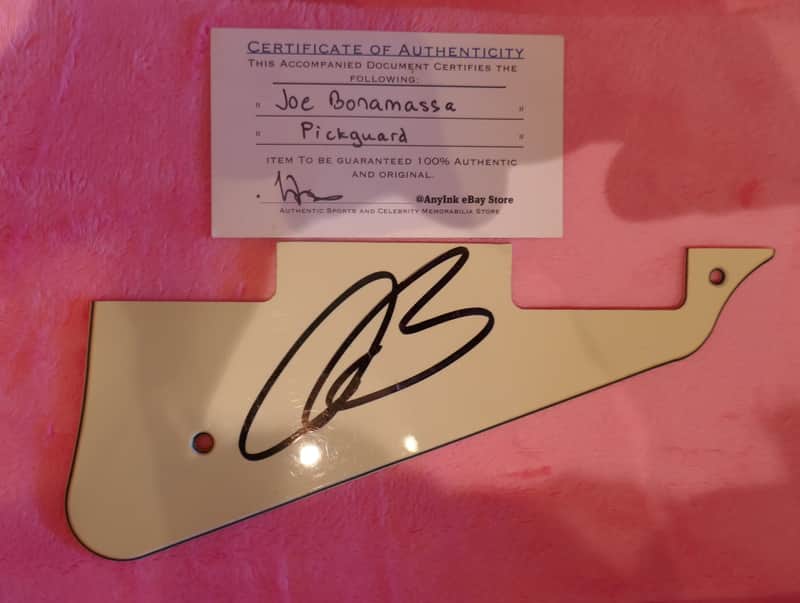 CERTIFICATE OF AUTHENTICITY
THIS ACCOMPANIED DOCUMENT CERTIFIES THE
FOLLOWING:
" Joe Bonamassa "
" Pickguard "
ITEM TO BE GUARANTEED 100% AUTHENTIC
AND ORIGINAL.
@AnyInk eBay Store
AUTHENTIC SPORTS AND CELEBRITY MEMORABILIA STORE